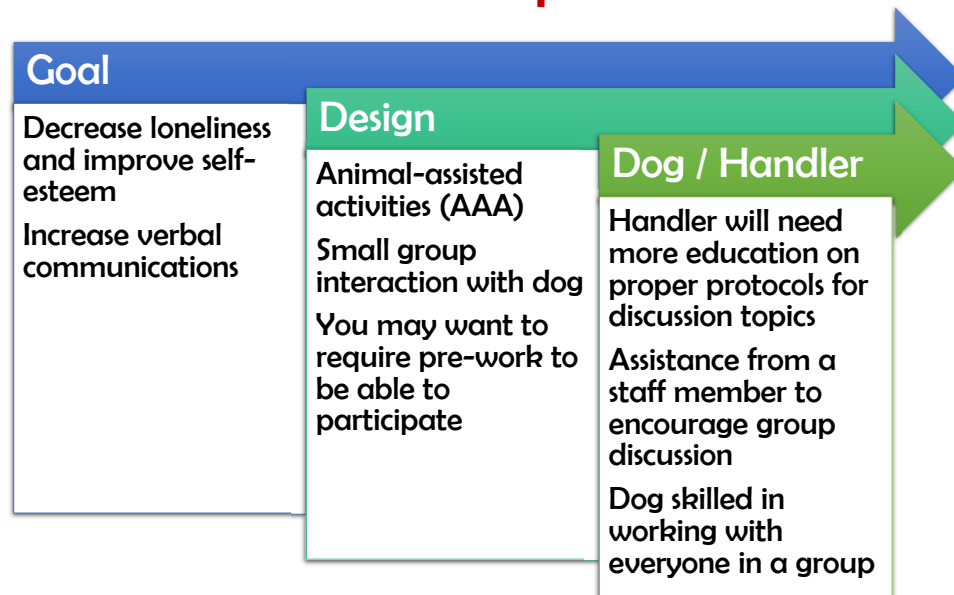 Goal
Decrease loneliness
and improve self-
esteem
Increase verbal
communications
Design
Animal-assisted
activities (AAA)
Small group
interaction with dog
You may want to
require pre-work to
be able to
participate
Dog / Handler
Handler will need
more education on
proper protocols for
discussion topics
Assistance from a
staff member to
encourage group
discussion
Dog skilled in
working with
everyone in a group